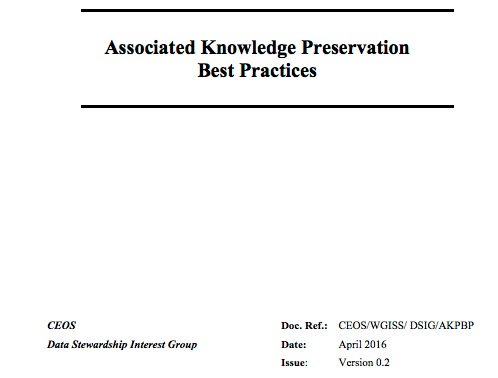 Associated Knowledge Preservation
Best Practices
CEOS
Doc. Ref.: CEOS/WGISS/ DSIG/AKPBP
Data Stewardship Interest Group
Date: April 2016
Issue: Version 0.2